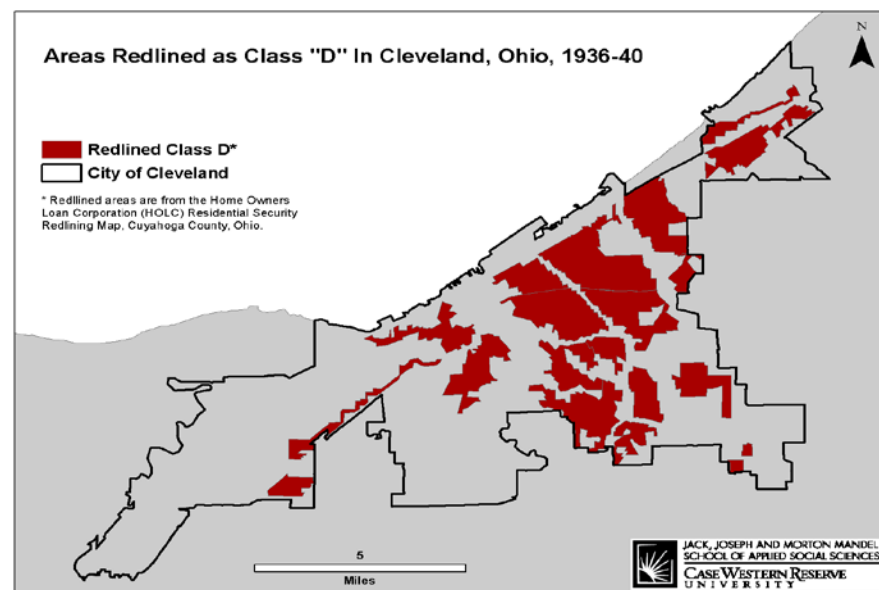 Areas Redlined as Class "D" In Cleveland, Ohio, 1936-40
N
Redlined Class D*
City of Cleveland
* Redlined areas are from the Home Owners
Loan Corporation (HOLC) Residential Security
Redlining Map, Cuyahoga County, Ohio.
5
Miles
JACK, JOSEPH AND MORTON MANDEL
SCHOOL OF APPLIED SOCIAL SCIENCES
CASE WESTERN RESERVE
UNIVERSITY